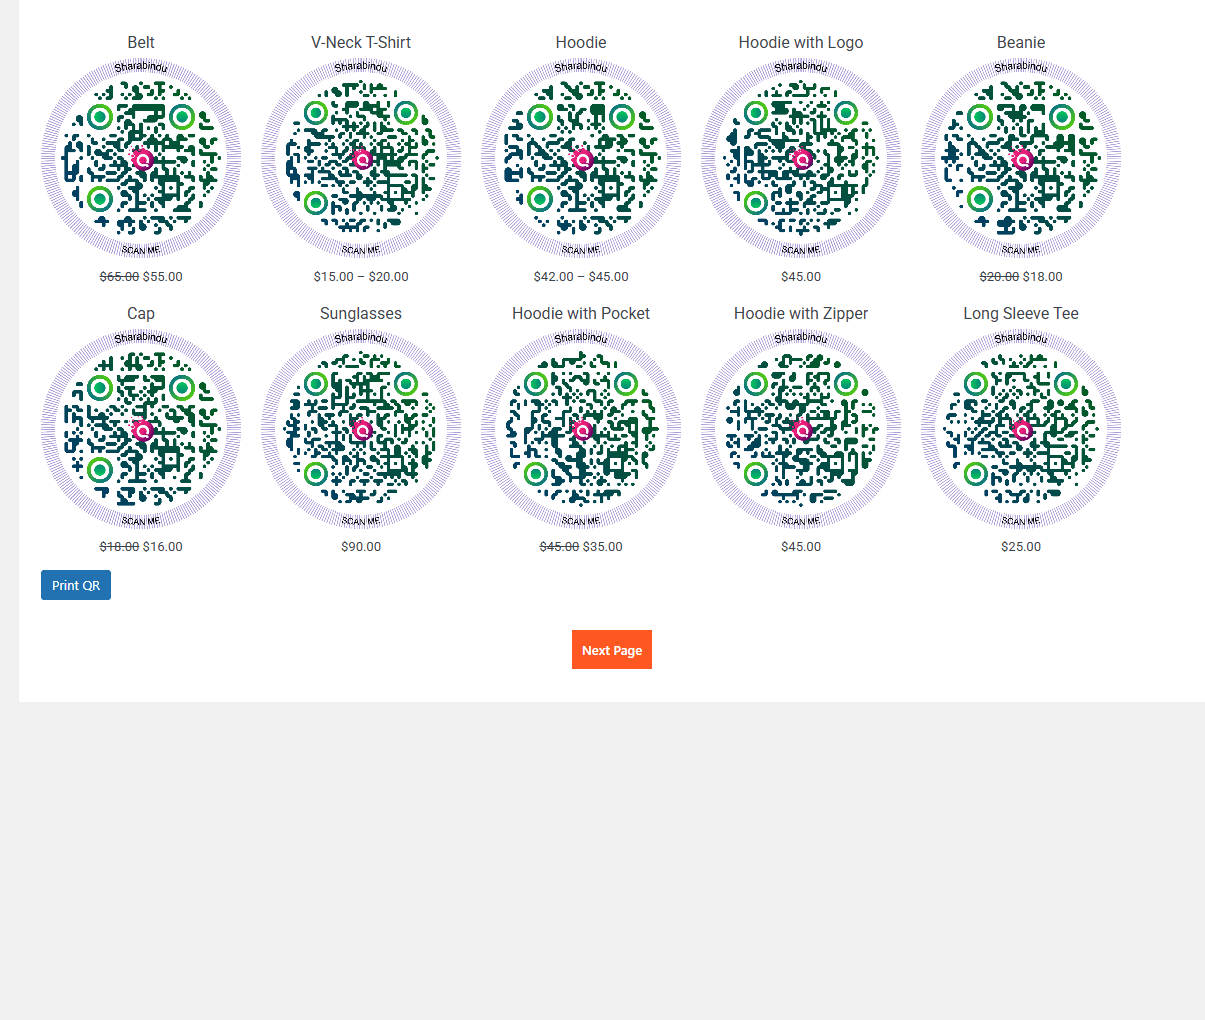 Belt V-Neck T-Shirt Hoodie Hoodie with Logo Beanie
Sharabindu Sharabindu Sharabindu Sharabindu Sharabindu
SCAN ME SCAN ME SCAN ME SCAN ME SCAN ME
$65.00 $55.00 $15.00 – $20.00 $42.00 – $45.00 $45.00 $20.00 $18.00
Cap Sunglasses Hoodie with Pocket Hoodie with Zipper Long Sleeve Tee
Sharabindu Sharabindu Sharabindu Sharabindu Sharabindu
SCAN ME SCAN ME SCAN ME SCAN ME SCAN ME
$18.00 $16.00 $90.00 $45.00 $35.00 $45.00 $25.00
Print QR
Next Page